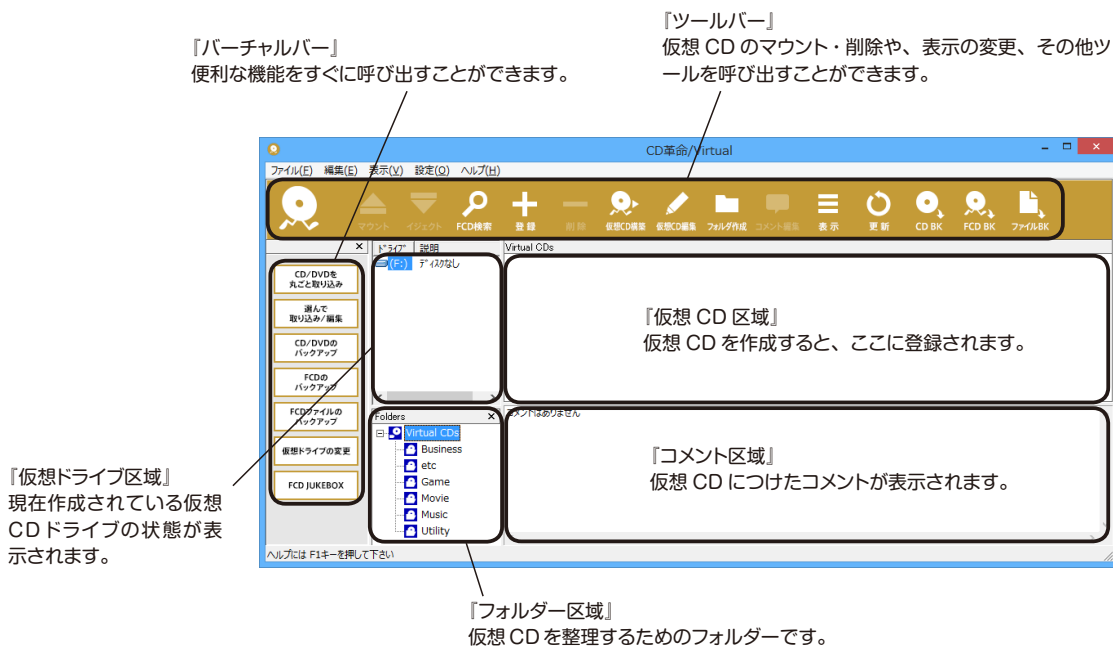 『ツールバー』
仮想 CD のマウント・削除や、表示の変更、その他ツ
ールを呼び出すことができます。
『バーチャルバー』
便利な機能をすぐに呼び出すことができます。
CD革命/Virtual
ファイル(F) 編集(E) 表示(V) 設定(O) ヘルプ(H)
マウント イジェクト FCD検索 登録 削除 仮想CD構築 仮想CD編集 フォルダ作成 コメント編集 表示 更新 CD BK FCD BK ファイルBK
ドライブ 説明 Virtual CDs
(F:) ディスクなし
CD/DVDを
丸ごと取り込み
選んで
取り込み/編集
CD/DVDの
バックアップ
FCDの
バックアップ
FCDファイルの
バックアップ
仮想ドライブの変更
FCD JUKEBOX
『仮想 CD 区域』
仮想 CD を作成すると、ここに登録されます。
Folders
Virtual CDs
Business
etc
Game
Movie
Music
Utility
コメントはありません
『コメント区域』
仮想 CD につけたコメントが表示されます。
『仮想ドライブ区域』
現在作成されている仮想
CDドライブの状態が表
示されます。
ヘルプには F1キーを押して下さい
『フォルダー区域』
仮想 CD を整理するためのフォルダーです。